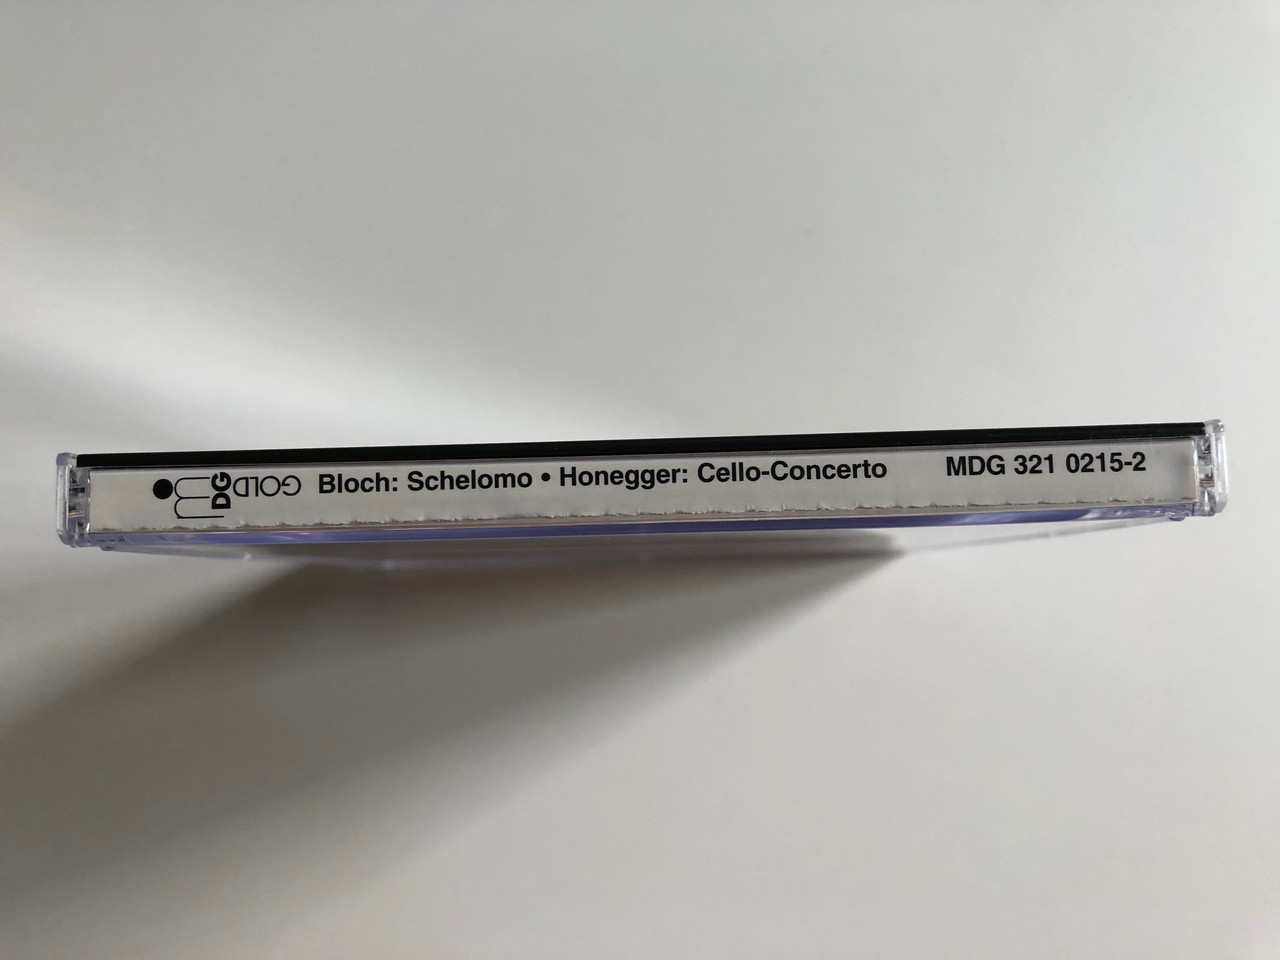 MDG GOLD Bloch: Schelomo • Honegger: Cello-Concerto MDG 321 0215-2